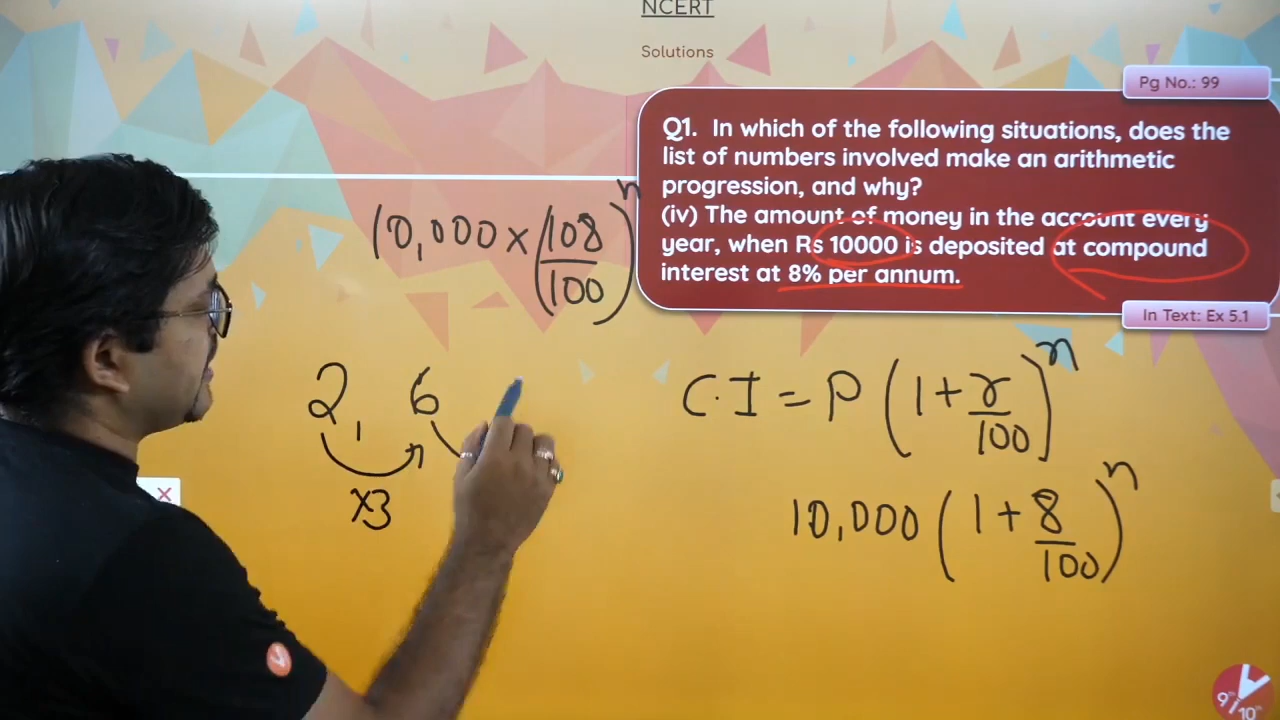 NCERT
Solutions
Pg No.: 99
Q1. In which of the following situations, does the
list of numbers involved make an arithmetic
progression, and why?
(iv) The amount of money in the account every
year, when Rs 10000 is deposited at compound
interest at 8% per annum.
In Text: Ex 5.1
10,000 × (108/100)^n
2, 6
×3
C.I = P (1 + r/100)^n
10,000 (1 + 8/100)^n
V
9th 10th